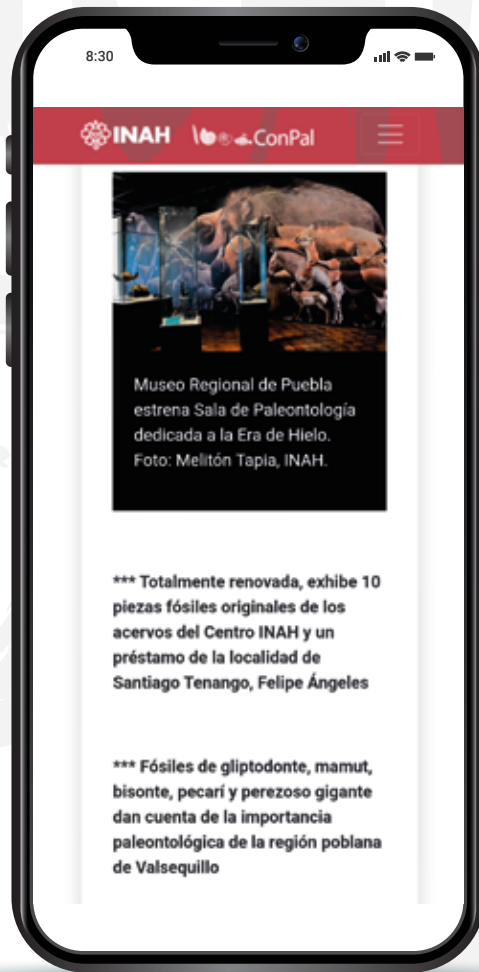 8:30
INAH ConPal
Museo Regional de Puebla
estrena Sala de Paleontología
dedicada a la Era de Hielo.
Foto: Melitón Tapia, INAH.
*** Totalmente renovada, exhibe 10
piezas fósiles originales de los
acervos del Centro INAH y un
préstamo de la localidad de
Santiago Tenango, Felipe Ángeles
*** Fósiles de gliptodonte, mamut,
bisonte, pecarí y perezoso gigante
dan cuenta de la importancia
paleontológica de la región poblana
de Valsequillo